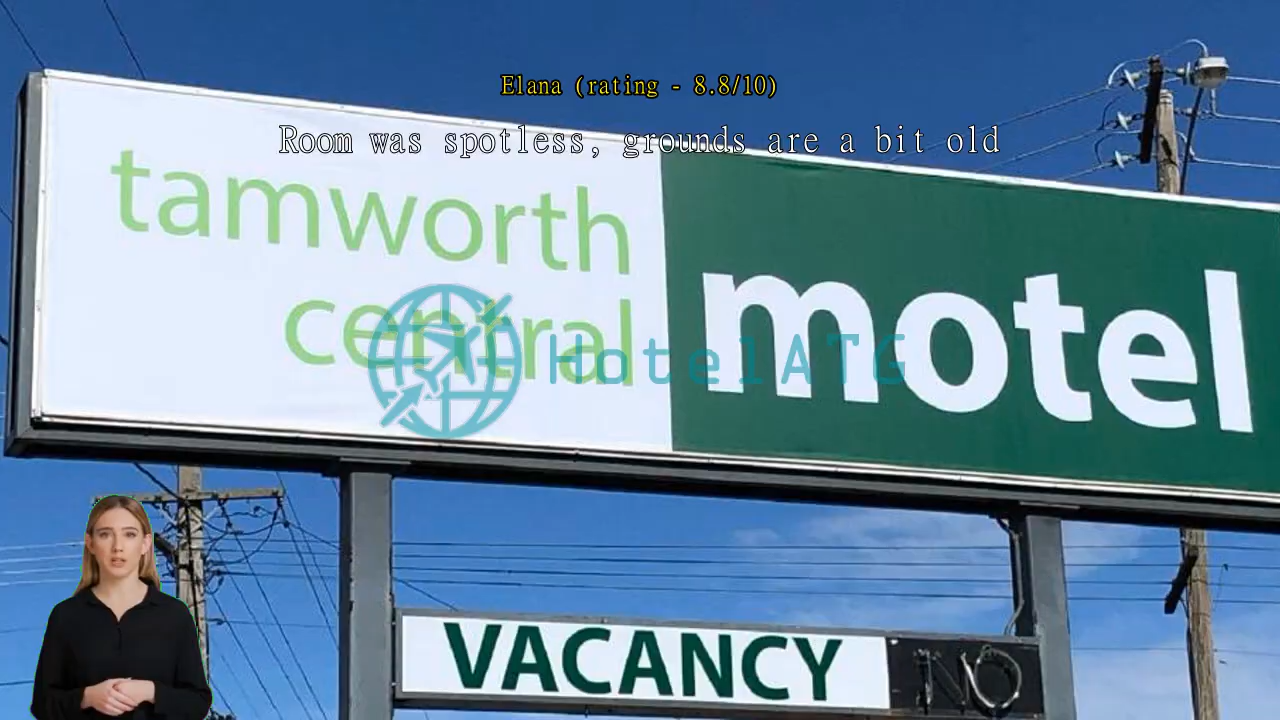 Elana (rating - 8.8/10)
Room was spotless, grounds are a bit old
tamworth
central
motel
HotelATG
VACANCY
NO